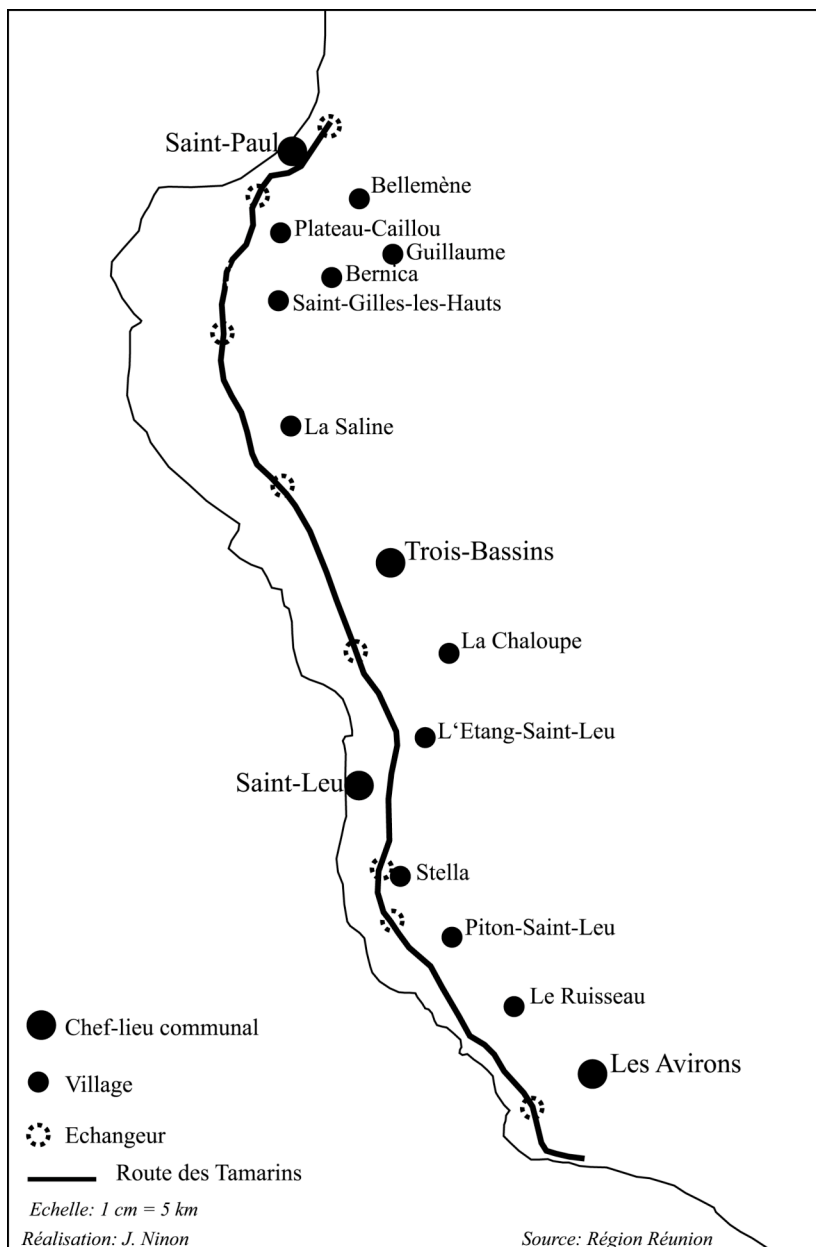 Saint-Paul
Bellemène
Plateau-Caillou
Guillaume
Bernica
Saint-Gilles-les-Hauts
La Saline
Trois-Bassins
La Chaloupe
L‘Etang-Saint-Leu
Saint-Leu
Stella
Piton-Saint-Leu
Le Ruisseau
Les Avirons
Chef-lieu communal
Village
Echangeur
Route des Tamarins
Echelle: 1 cm = 5 km
Réalisation: J. Ninon
Source: Région Réunion